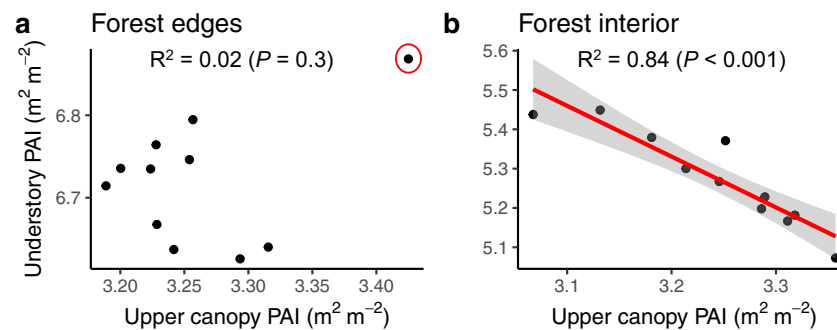 a Forest edges
R² = 0.02 (P = 0.3)
Understory PAI (m² m⁻²)
6.8
6.7
3.20 3.25 3.30 3.35 3.40
Upper canopy PAI (m² m⁻²)
b Forest interior
R² = 0.84 (P < 0.001)
5.6
5.5
5.4
5.3
5.2
5.1
3.1 3.2 3.3
Upper canopy PAI (m² m⁻²)